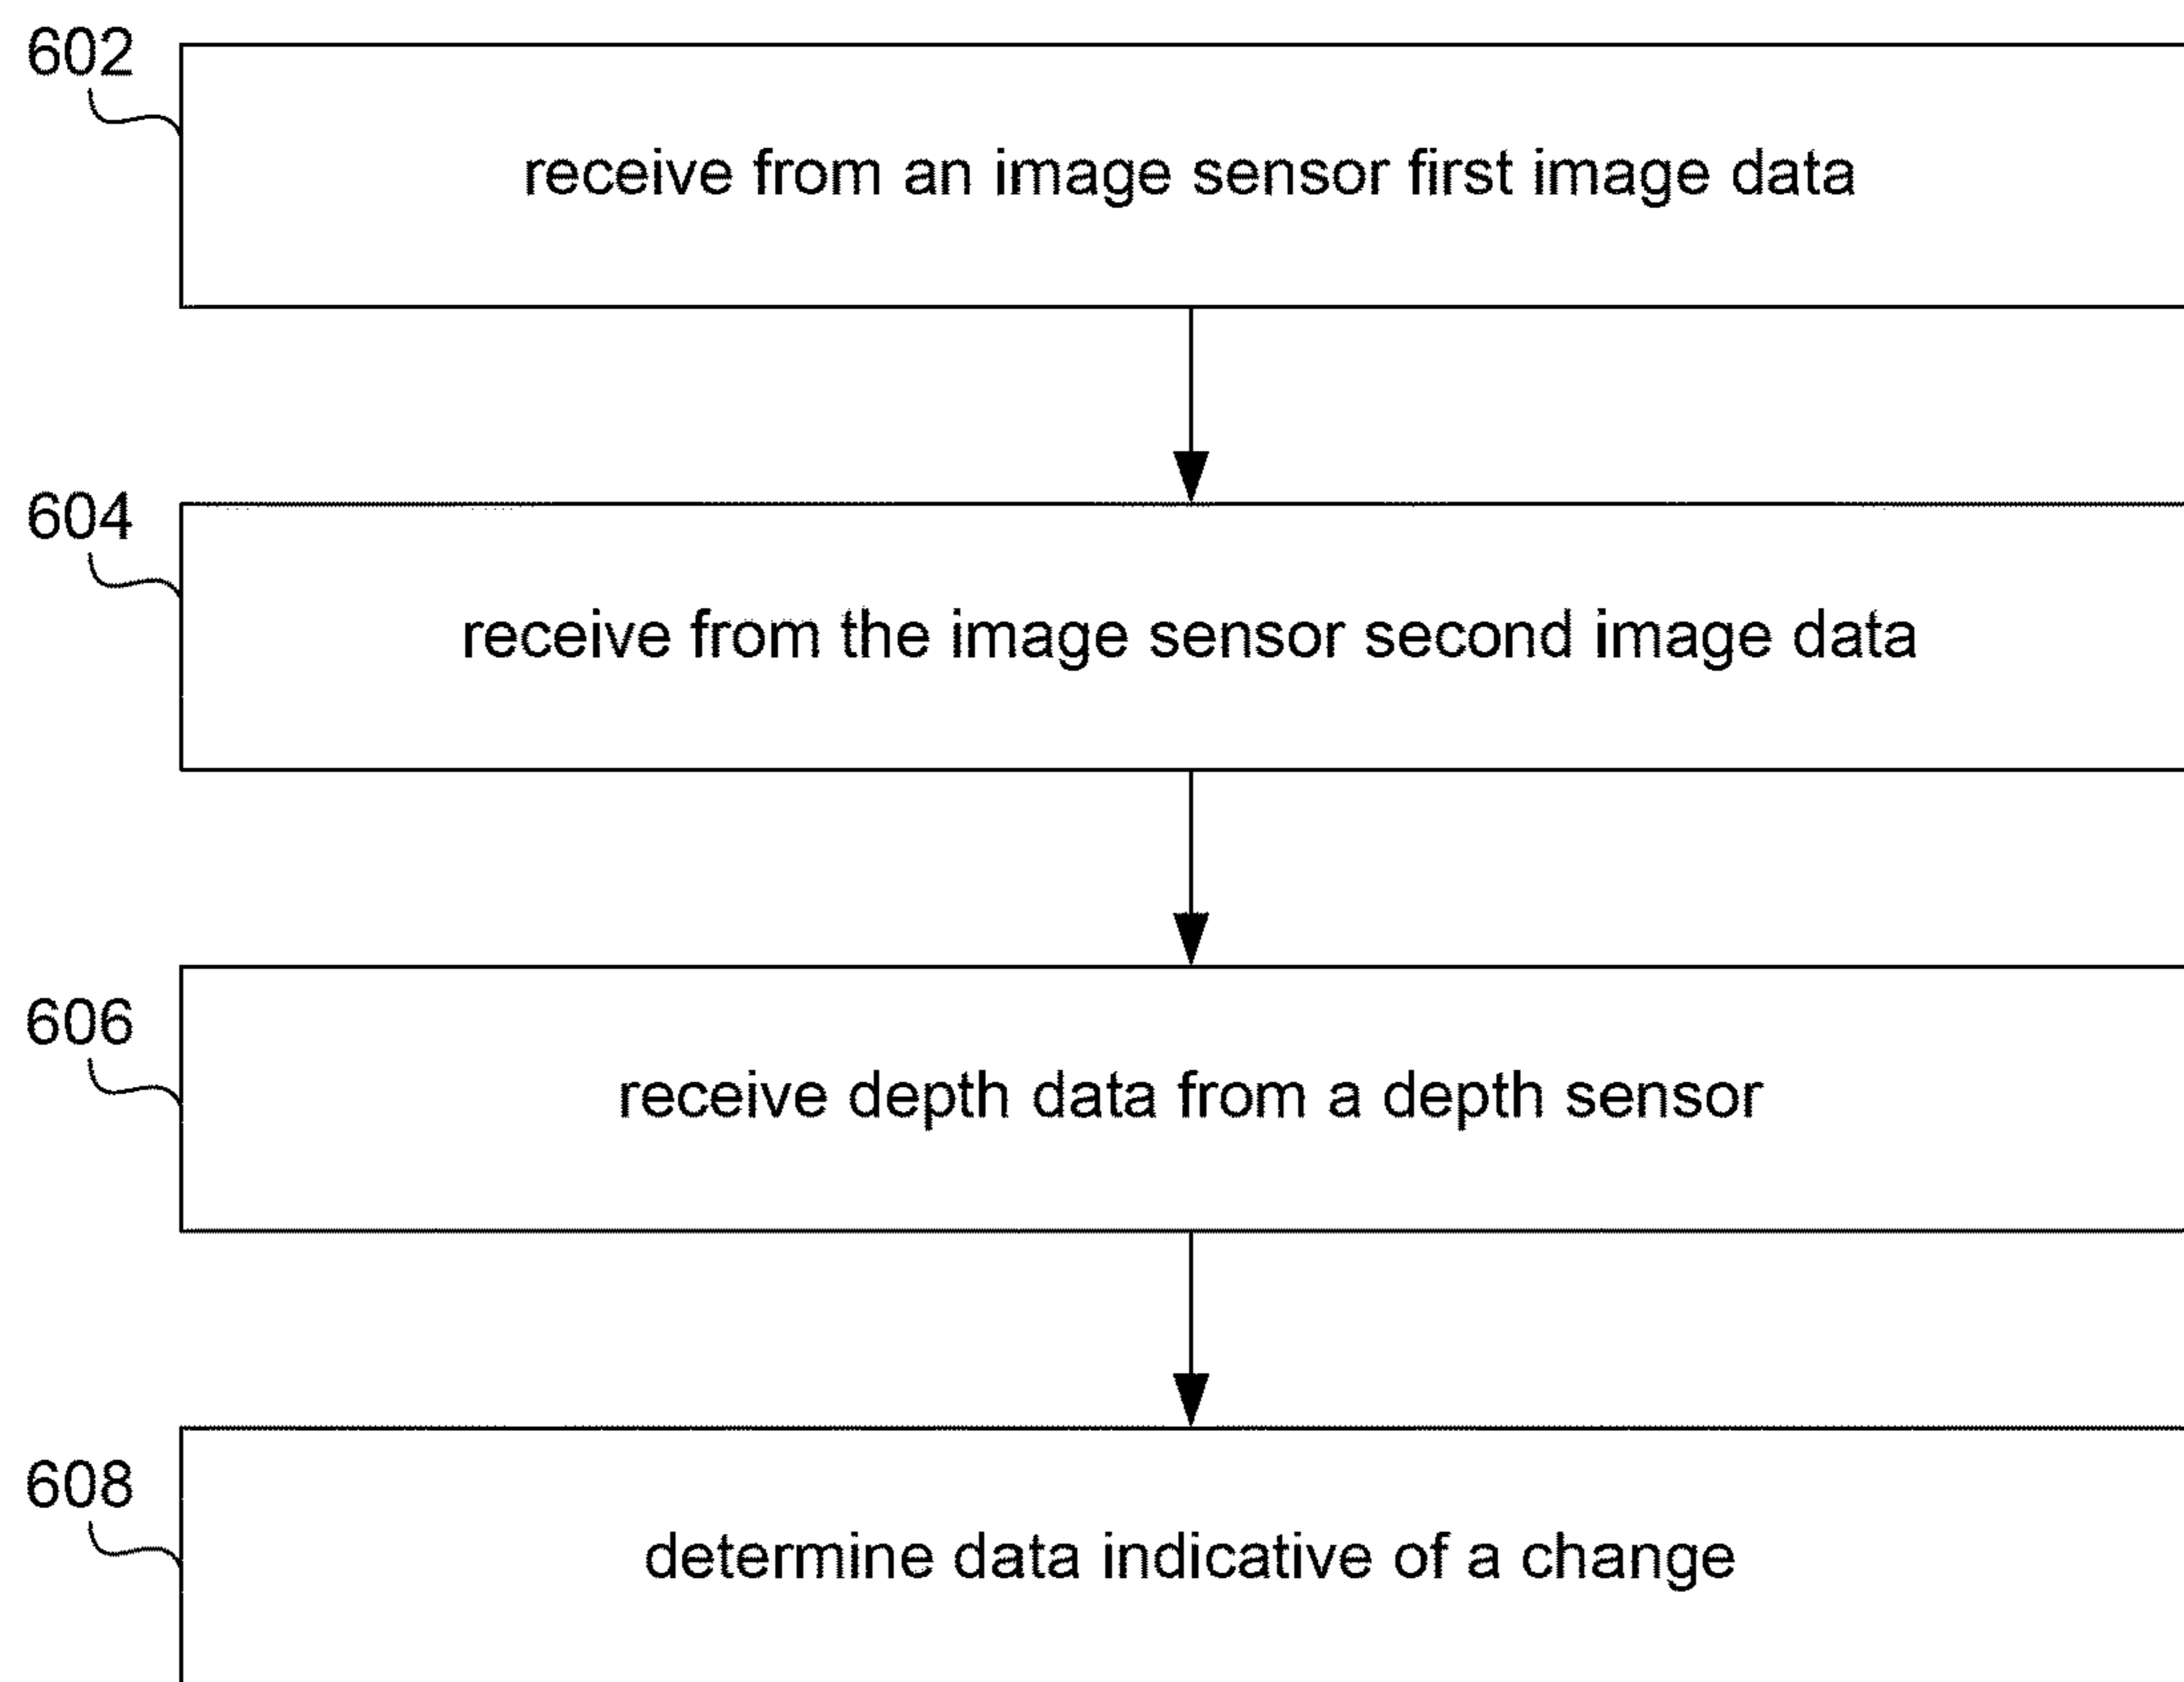 602
receive from an image sensor first image data
604
receive from the image sensor second image data
606
receive depth data from a depth sensor
608
determine data indicative of a change